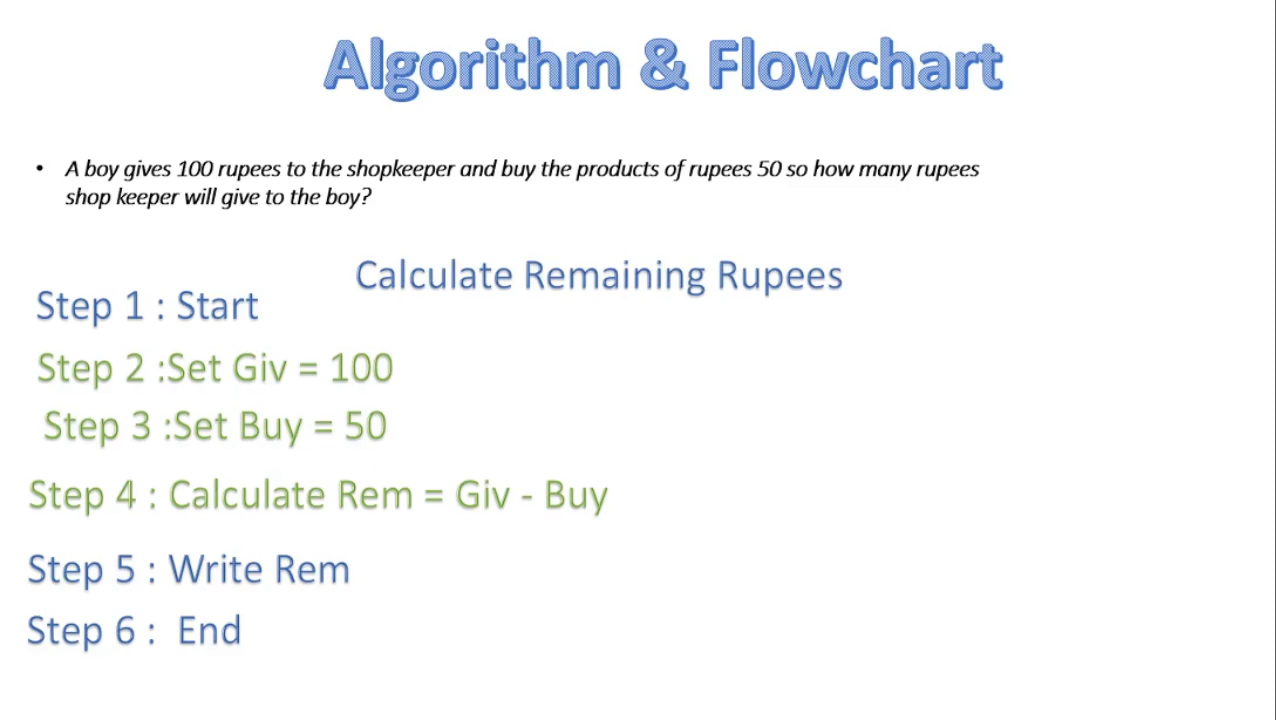 Algorithm & Flowchart
• A boy gives 100 rupees to the shopkeeper and buy the products of rupees 50 so how many rupees
shop keeper will give to the boy?
Calculate Remaining Rupees
Step 1 : Start
Step 2 :Set Giv = 100
Step 3 :Set Buy = 50
Step 4 : Calculate Rem = Giv - Buy
Step 5 : Write Rem
Step 6 : End